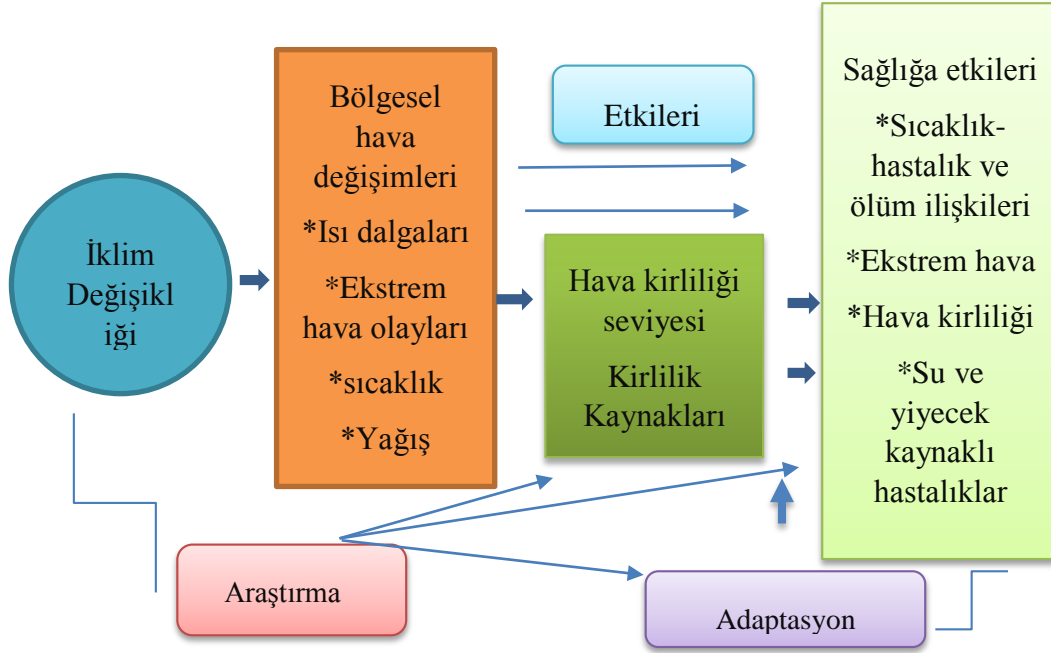 İklim
Değişikl
iği
Bölgesel
hava
değişimleri
*Isı dalgaları
*Ekstrem
hava olayları
*sıcaklık
*Yağış
Etkileri
Hava kirliliği
seviyesi
Kirlilik
Kaynakları
Sağlığa etkileri
*Sıcaklık-
hastalık ve
ölüm ilişkileri
*Ekstrem hava
*Hava kirliliği
*Su ve
yiyecek
kaynaklı
hastalıklar
Araştırma
Adaptasyon